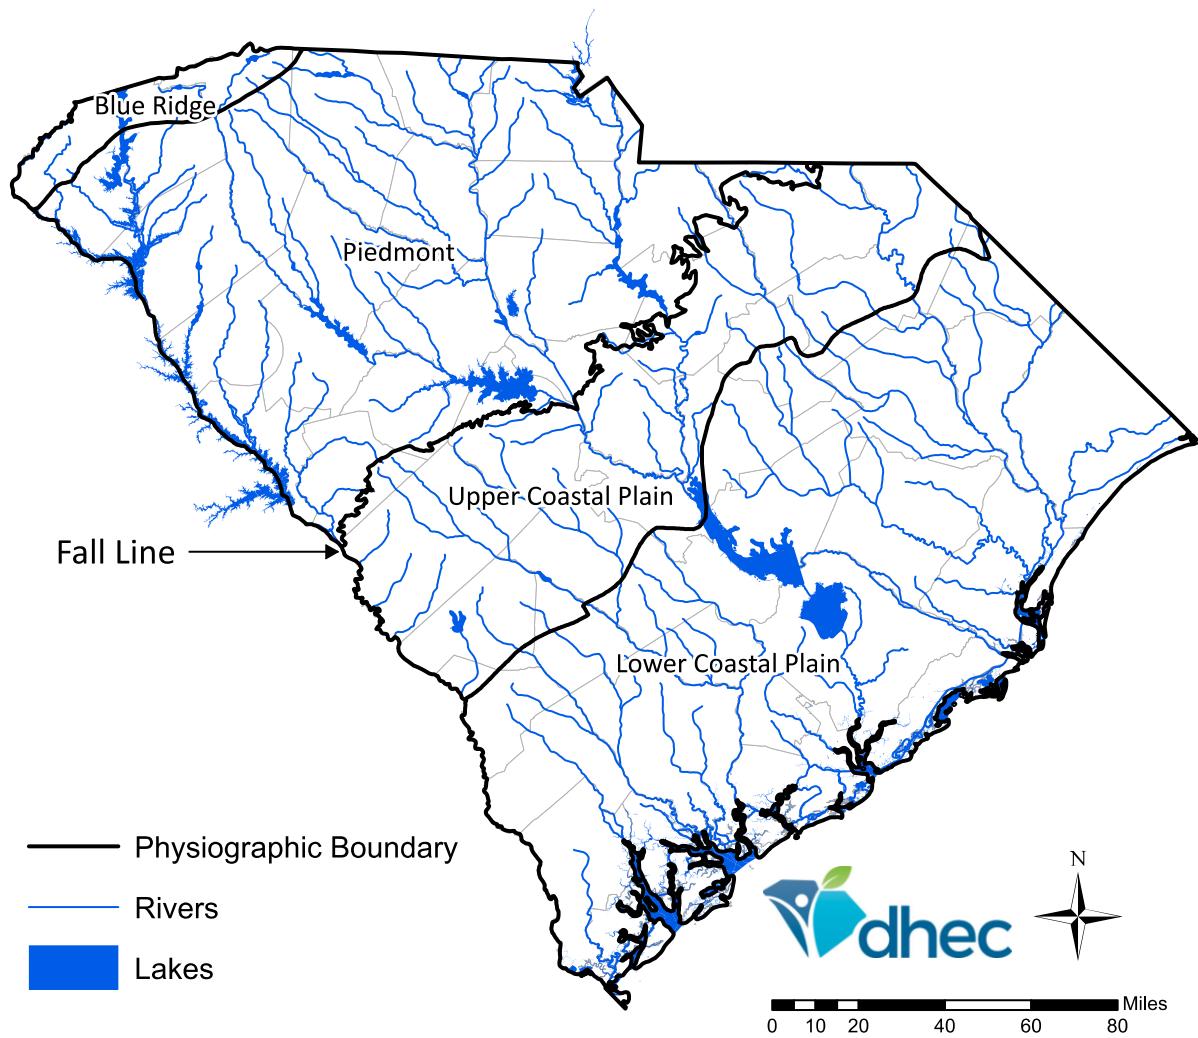 Blue Ridge
Piedmont
Upper Coastal Plain
Fall Line
Lower Coastal Plain
Physiographic Boundary
Rivers
Lakes
dhec
N
Miles
0 10 20 40 60 80